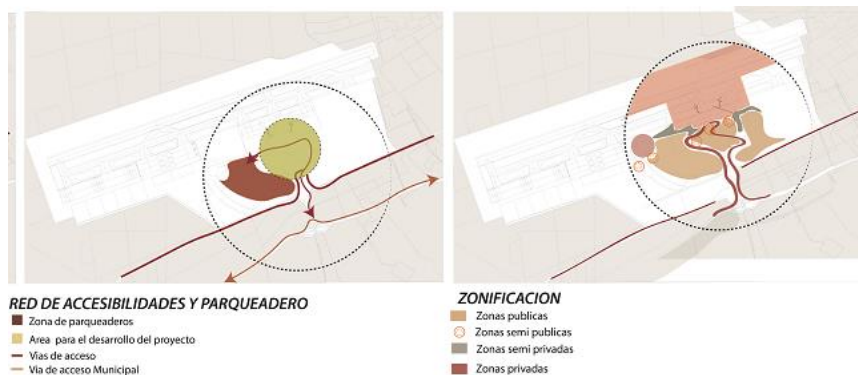 RED DE ACCESIBILIDADES Y PARQUEADERO
Zona de parqueaderos
Area para el desarrollo del proyecto
Vias de acceso
Via de acceso Municipal
ZONIFICACION
Zonas publicas
Zonas semi publicas
Zonas semi privadas
Zonas privadas